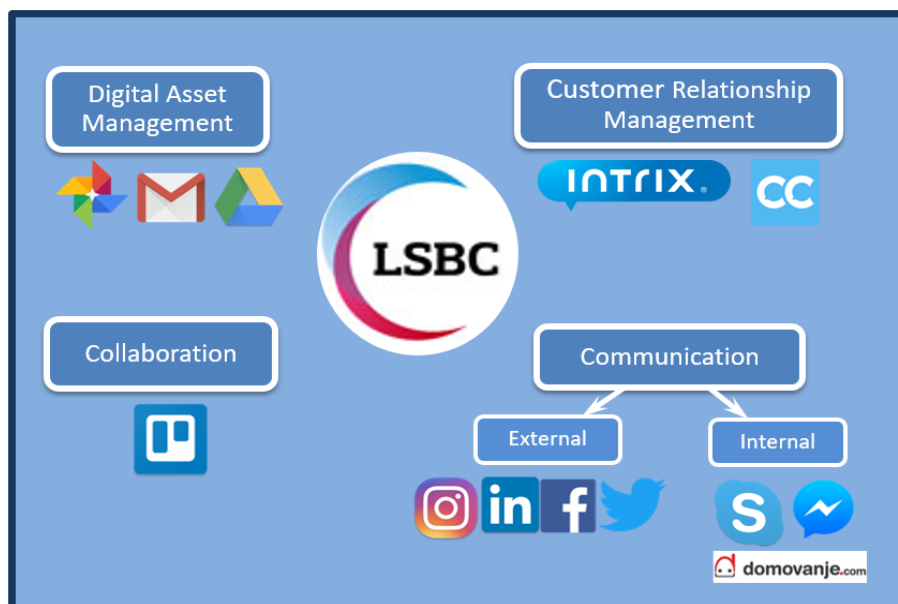 Digital Asset
Management
Customer Relationship
Management
INTRIX®
CC
LSBC
Collaboration
Communication
External
Internal
in
f
S
domovanje.com